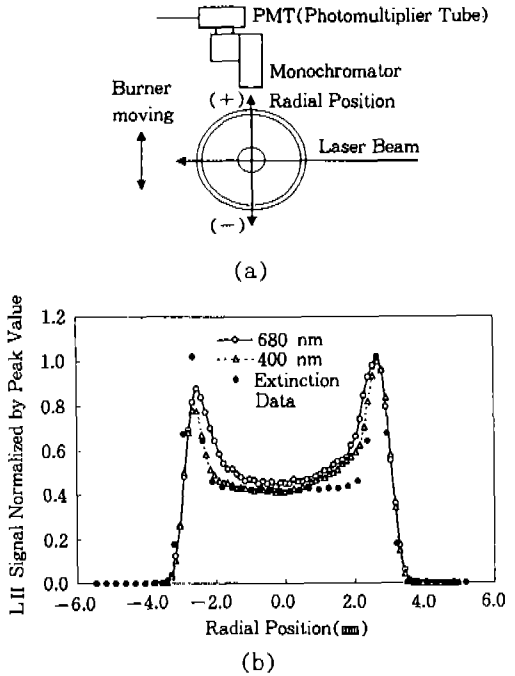 PMT(Photomultiplier Tube)
Monochromator
(+) Radial Position
Burner
moving
Laser Beam
(-)
(a)
LII Signal Normalized by Peak Value
1.2
1.0
0.8
0.6
0.4
0.2
0.0
680 nm
400 nm
Extinction
Data
-6.0 -4.0 -2.0 0.0 2.0 4.0 6.0
Radial Position(mm)
(b)